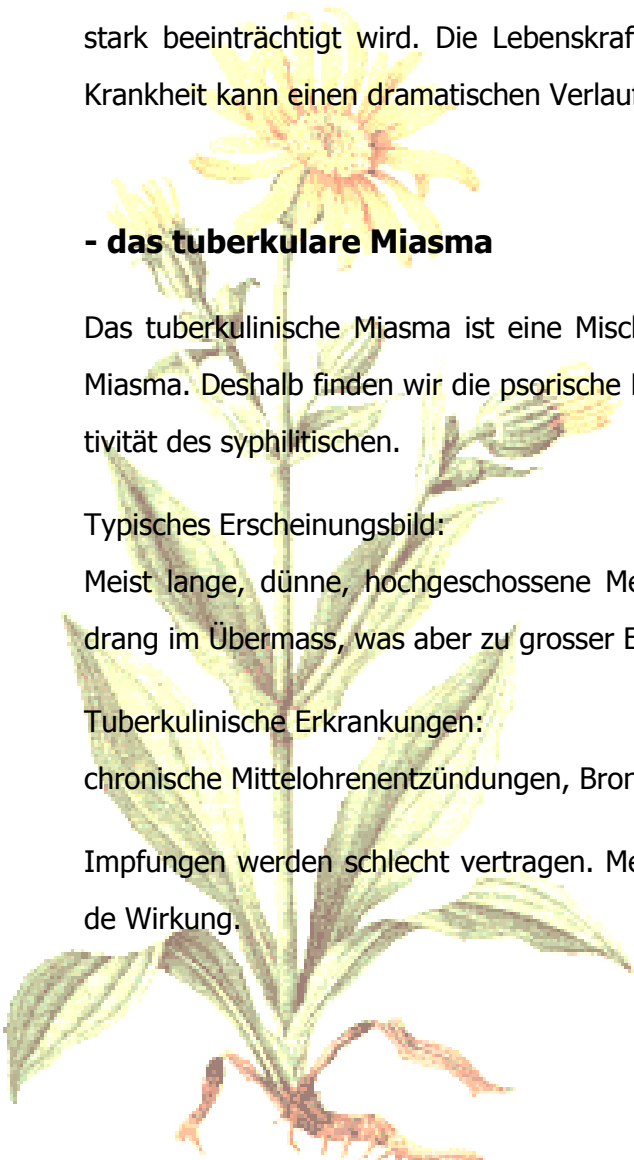 stark beeinträchtigt wird. Die Lebenskraf
Krankheit kann einen dramatischen Verlauf
- das tuberkulare Miasma
Das tuberkulinische Miasma ist eine Misch
Miasma. Deshalb finden wir die psorische
tivität des syphilitischen.
Typisches Erscheinungsbild:
Meist lange, dünne, hochgeschossene Me
drang im Übermass, was aber zu grosser E
Tuberkulinische Erkrankungen:
chronische Mittelohrenentzündungen, Bron
Impfungen werden schlecht vertragen. Me
de Wirkung.